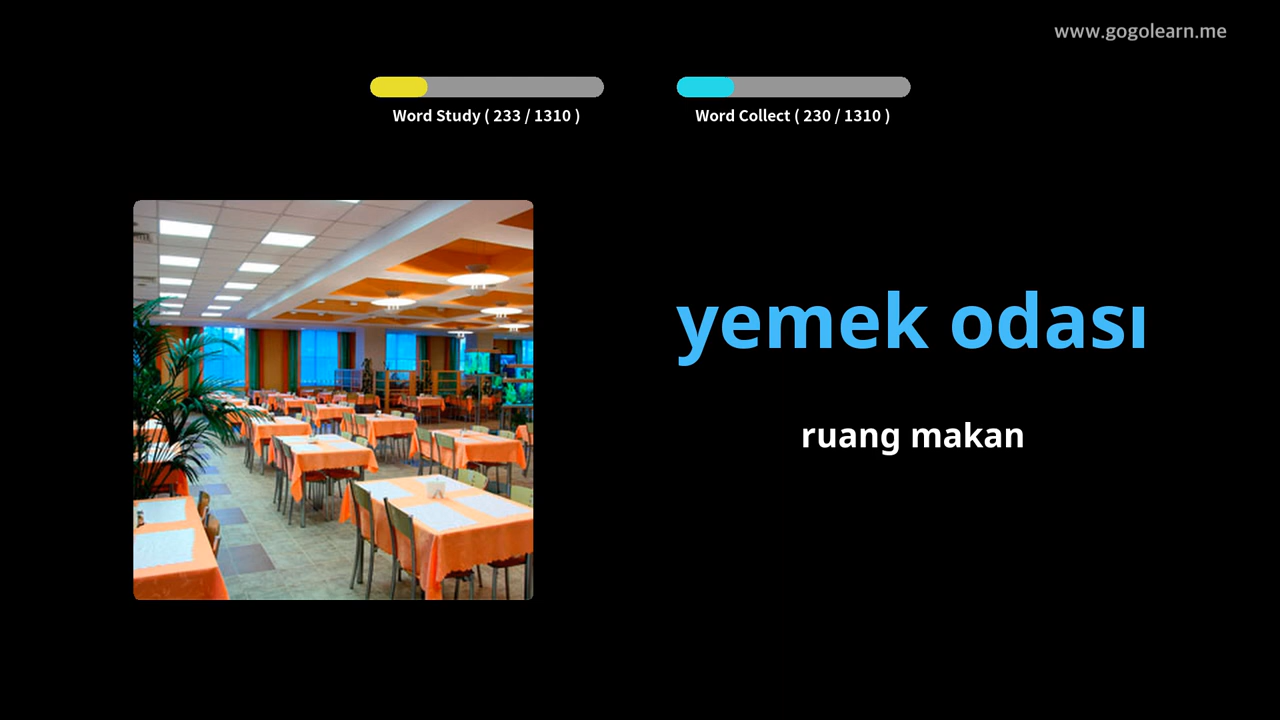 www.gogolearn.me
Word Study ( 233 / 1310 )
Word Collect ( 230 / 1310 )
yemek odası
ruang makan